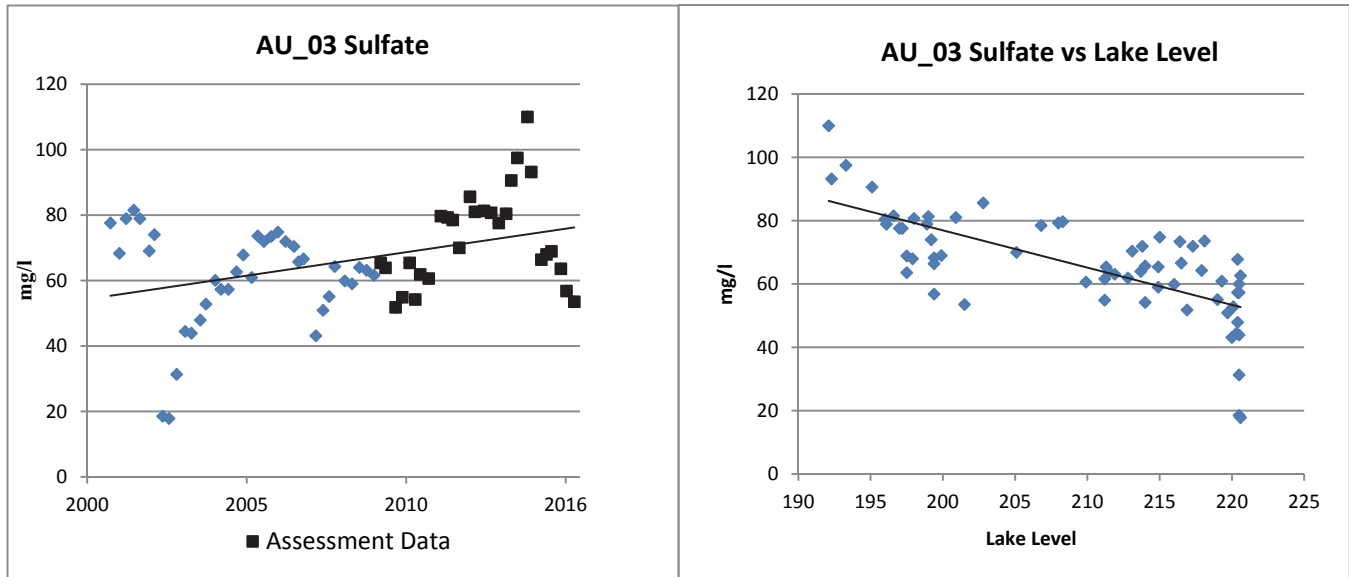 AU_03 Sulfate
120
100
80
60
40
20
0
mg/l
2000 2005 2010 2016
Assessment Data
AU_03 Sulfate vs Lake Level
120
100
80
60
40
20
0
mg/l
190 195 200 205 210 215 220 225
Lake Level